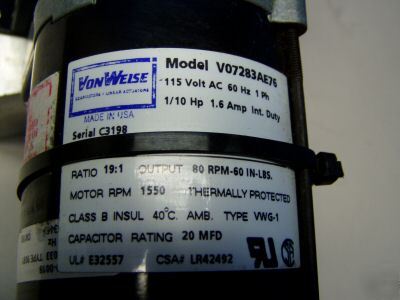 VONWEISE
GEARMOTORS · LINEAR ACTUATORS
MADE IN USA
Serial C3198
Model V07283AE76
115 Volt AC 60 Hz 1 Ph
1/10 Hp 1.6 Amp Int. Duty
RATIO 19:1 OUTPUT 80 RPM-60 IN-LBS.
MOTOR RPM 1550 THERMALLY PROTECTED
CLASS B INSUL 40°C. AMB. TYPE VWG-1
CAPACITOR RATING 20 MFD
UL# E32557 CSA# LR42492